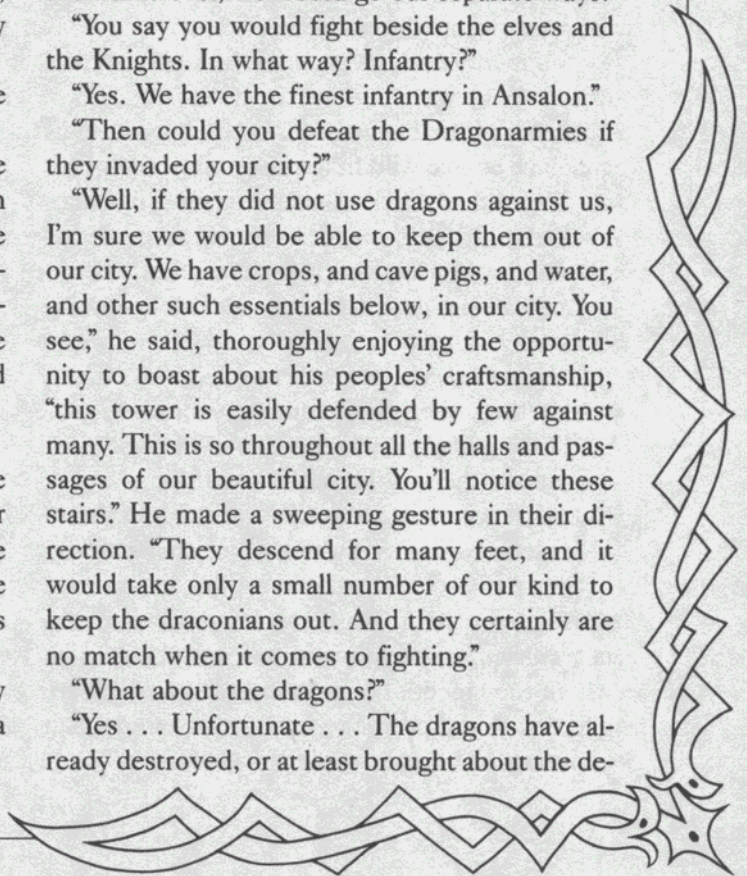 "You say you would fight beside the elves and
the Knights. In what way? Infantry?"
"Yes. We have the finest infantry in Ansalon."
"Then could you defeat the Dragonarmies if
they invaded your city?"
"Well, if they did not use dragons against us,
I'm sure we would be able to keep them out of
our city. We have crops, and cave pigs, and water,
and other such essentials below, in our city. You
see," he said, thoroughly enjoying the opportu-
nity to boast about his peoples' craftsmanship,
"this tower is easily defended by few against
many. This is so throughout all the halls and pas-
sages of our beautiful city. You'll notice these
stairs." He made a sweeping gesture in their di-
rection. "They descend for many feet, and it
would take only a small number of our kind to
keep the draconians out. And they certainly are
no match when it comes to fighting."
"What about the dragons?"
"Yes . . . Unfortunate . . . The dragons have al-
ready destroyed, or at least brought about the de-